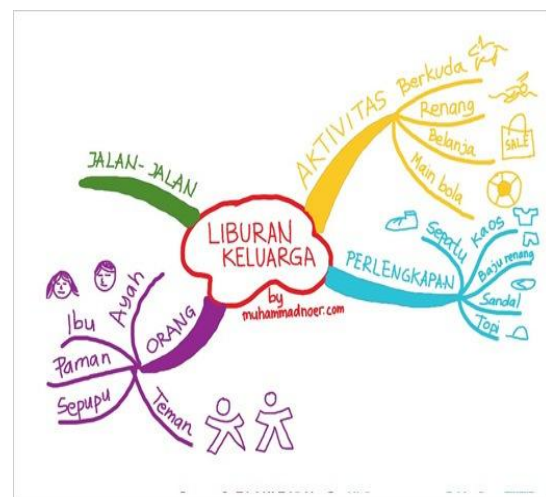 LIBURAN
KELUARGA
by
muhammadnoer.com
AKTIVITAS
Berkuda
Renang
Belanja
SALE
Main bola
PERLENGKAPAN
Sepatu
Kaos
Baju renang
Sandal
Topi
ORANG
Ayah
Ibu
Paman
Sepupu
Teman
JALAN-JALAN